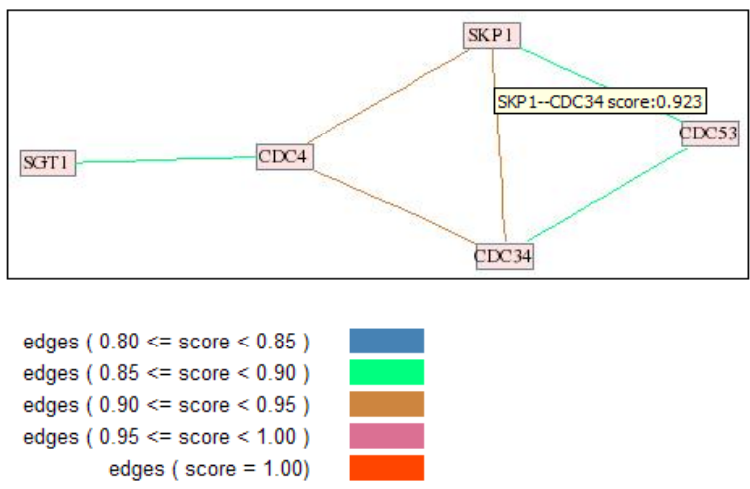 SKP1
SKP1--CDC34 score:0.923
CDC53
SGT1
CDC4
CDC34
edges ( 0.80 <= score < 0.85 )
edges ( 0.85 <= score < 0.90 )
edges ( 0.90 <= score < 0.95 )
edges ( 0.95 <= score < 1.00 )
edges ( score = 1.00)